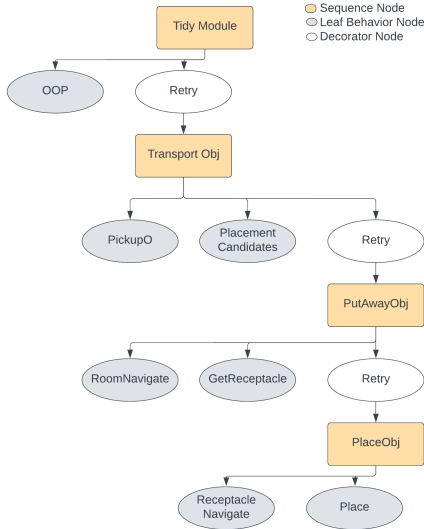 Tidy Module
Sequence Node
Leaf Behavior Node
Decorator Node
OOP
Retry
Transport Obj
PickupO
Placement
Candidates
Retry
PutAwayObj
RoomNavigate
GetReceptacle
Retry
PlaceObj
Receptacle
Navigate
Place